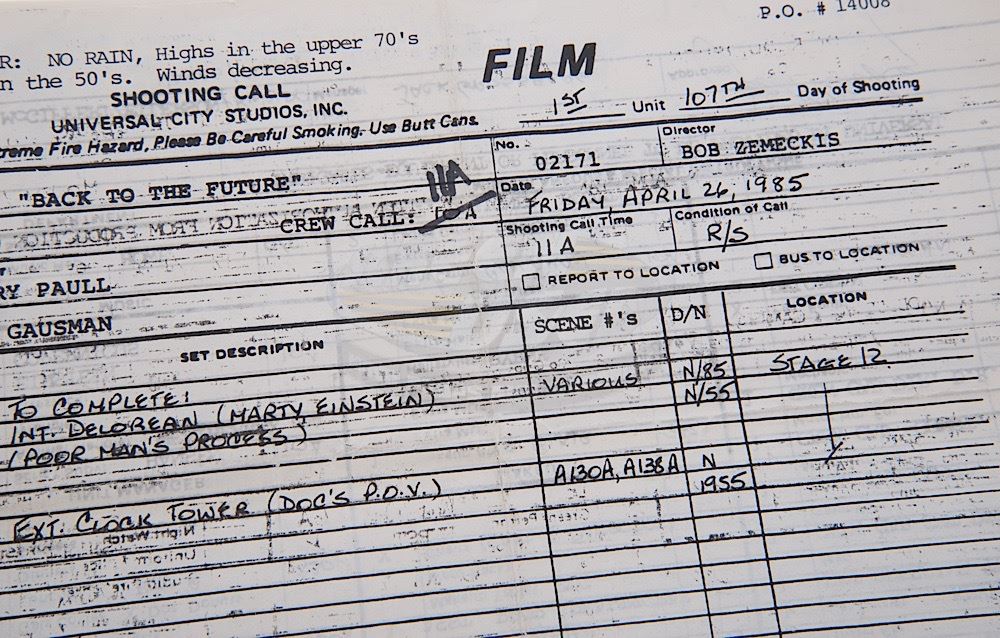 P.O. # 14008
R: NO RAIN, Highs in the upper 70's
n the 50's. Winds decreasing.
FILM
SHOOTING CALL
UNIVERSAL CITY STUDIOS, INC.
1ST Unit 107TH Day of Shooting
treme Fire Hazard, Please Be Careful Smoking. Use Butt Cans.
No. 02171
Director BOB ZEMECKIS
"BACK TO THE FUTURE"
11A
CREW CALL:
Date FRIDAY, APRIL 26, 1985
Shooting Call Time 11A
Condition of Call R/S
RY PAULL
REPORT TO LOCATION
BUS TO LOCATION
GAUSMAN
SET DESCRIPTION
SCENE #'S
D/N
LOCATION
TO COMPLETE:
INT. DELOREAN (MARTY, EINSTEIN)
(POOR MAN'S PROCESS)
VARIOUS
N/85
N/55
STAGE 12
EXT. CLOCK TOWER (DOC'S P.O.V.)
A130A, A138A
N
1955